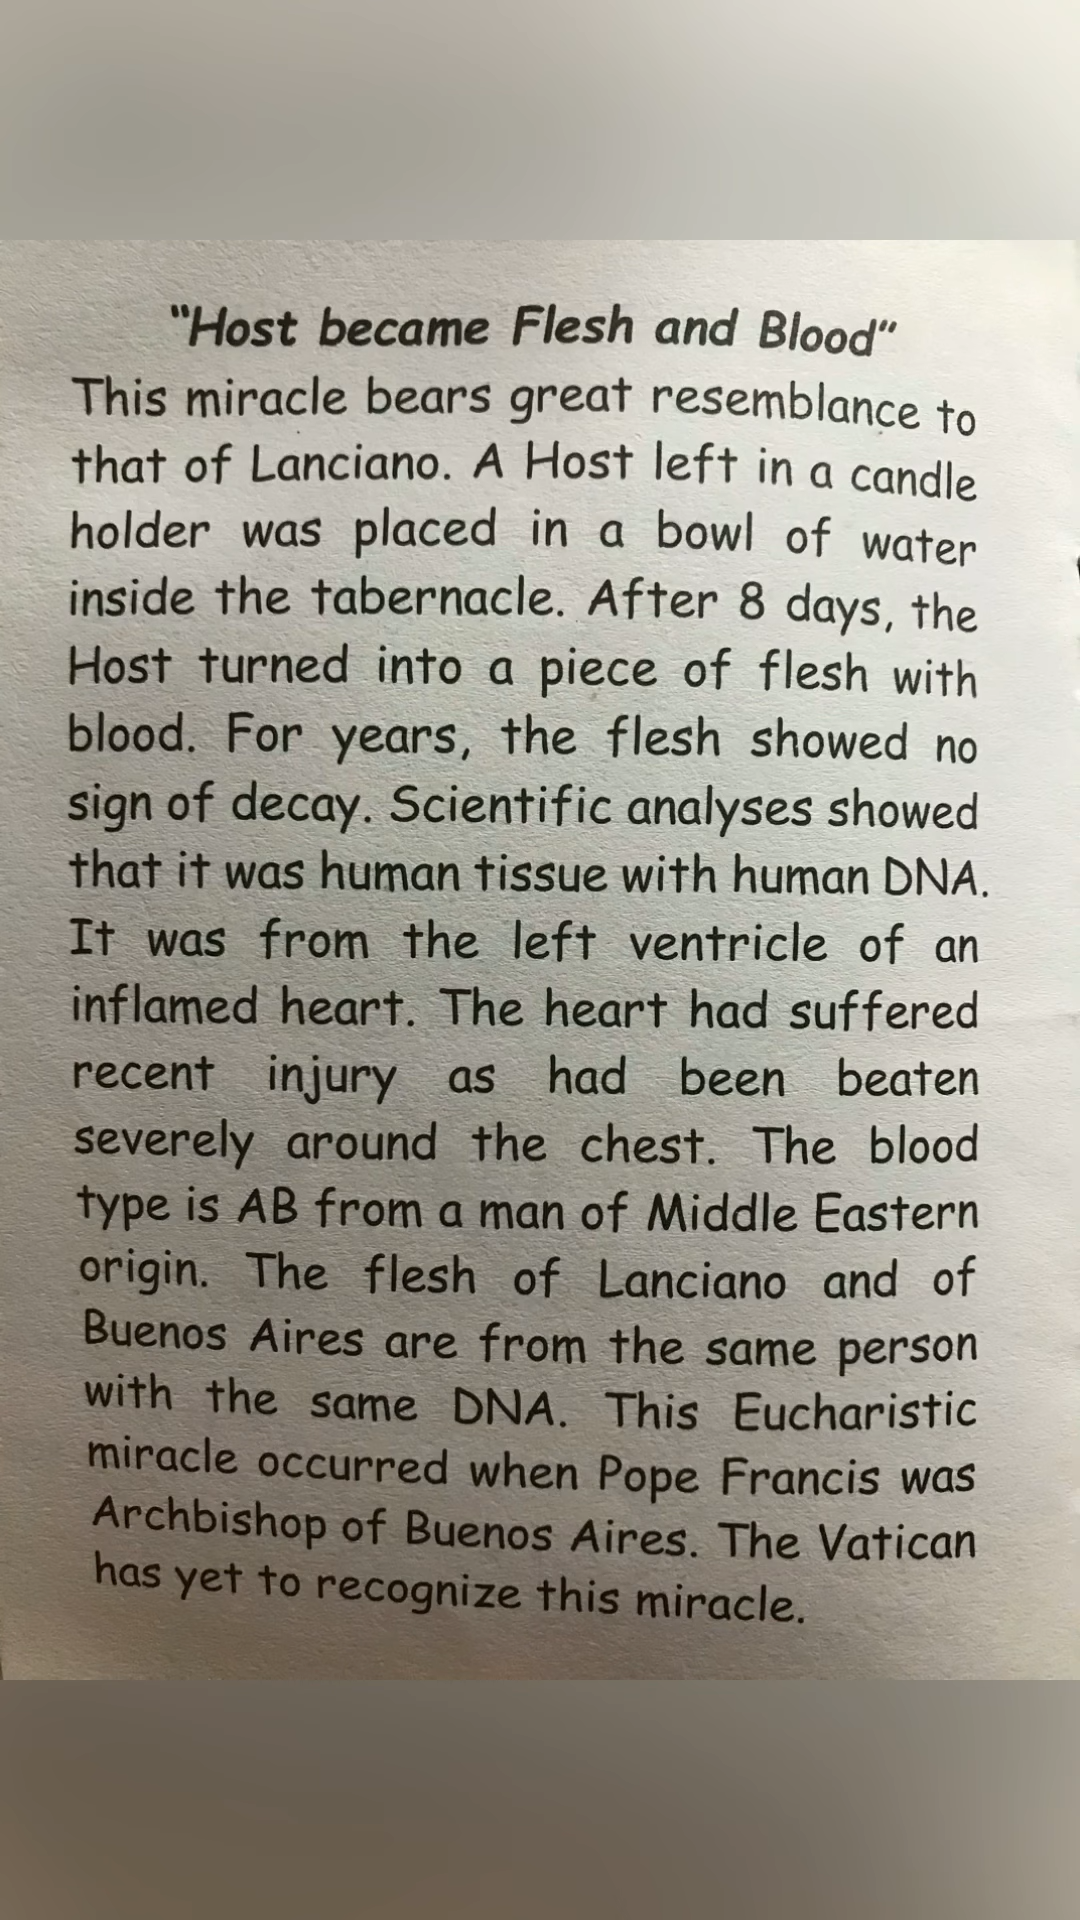 "Host became Flesh and Blood"
This miracle bears great resemblance to
that of Lanciano. A Host left in a candle
holder was placed in a bowl of water
inside the tabernacle. After 8 days, the
Host turned into a piece of flesh with
blood. For years, the flesh showed no
sign of decay. Scientific analyses showed
that it was human tissue with human DNA.
It was from the left ventricle of an
inflamed heart. The heart had suffered
recent injury as had been beaten
severely around the chest. The blood
type is AB from a man of Middle Eastern
origin. The flesh of Lanciano and of
Buenos Aires are from the same person
with the same DNA. This Eucharistic
miracle occurred when Pope Francis was
Archbishop of Buenos Aires. The Vatican
has yet to recognize this miracle.